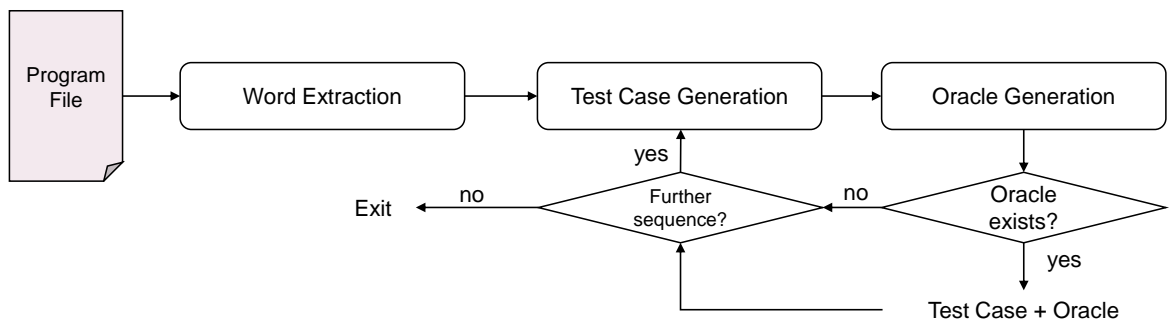 Program
File
Word Extraction
Test Case Generation
Oracle Generation
yes
Further
sequence?
no
Exit
no
Oracle
exists?
yes
Test Case + Oracle